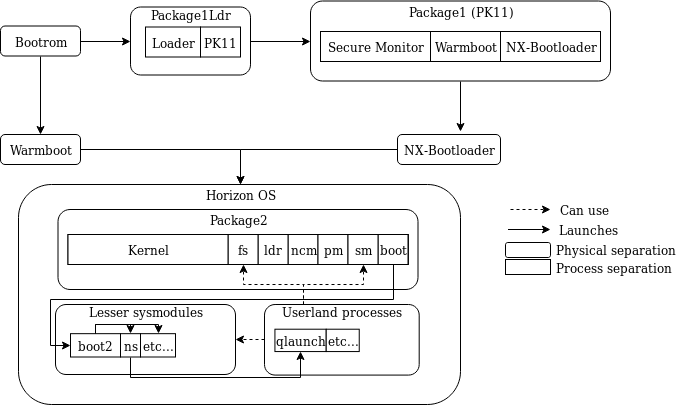 Package1Ldr
Package1 (PK11)
Bootrom
Loader
PK11
Secure Monitor
Warmboot
NX-Bootloader
Warmboot
NX-Bootloader
Horizon OS
Package2
Kernel
fs
ldr
ncm
pm
sm
boot
Lesser sysmodules
boot2
ns
etc...
Userland processes
qlaunch
etc...
Can use
Launches
Physical separation
Process separation